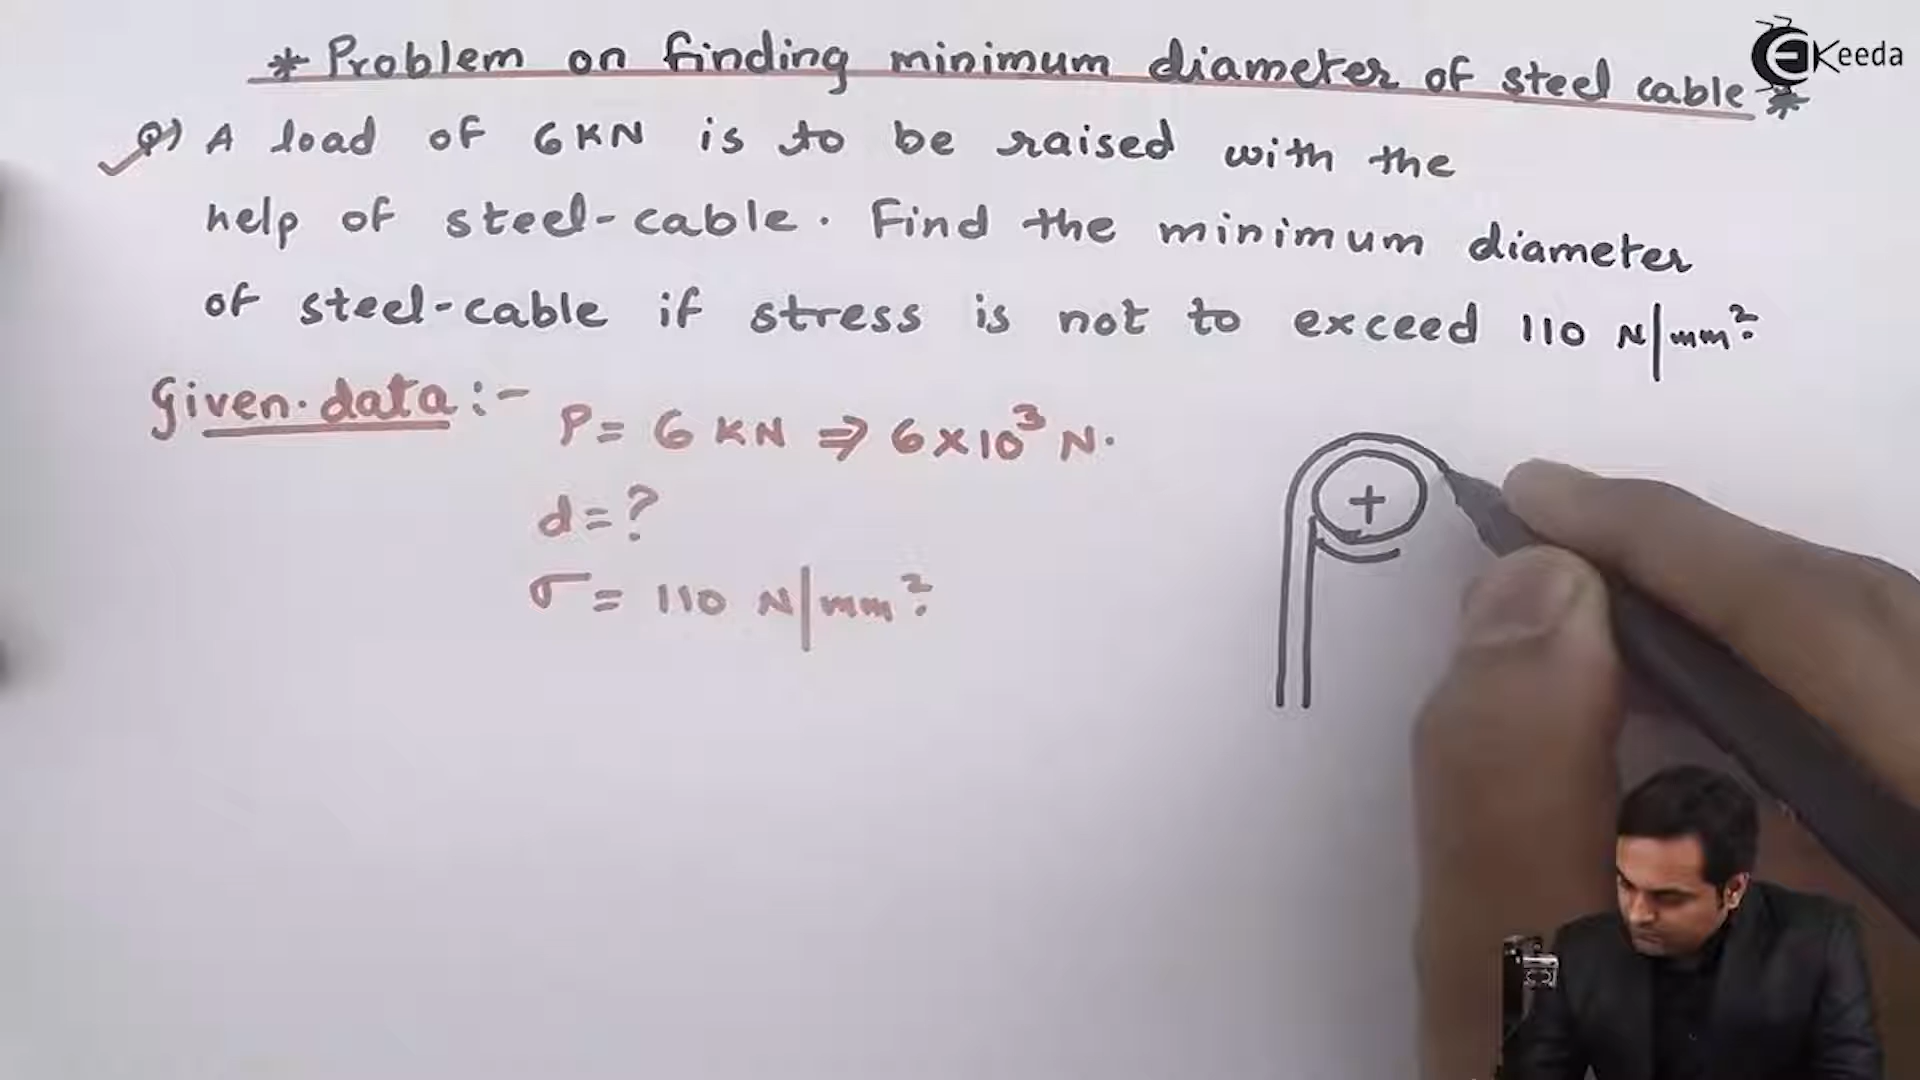 * Problem on finding minimum diameter of steel cable *
EKeeda
Q) A load of 6KN is to be raised with the
help of steel-cable. Find the minimum diameter
of steel-cable if stress is not to exceed 110 N/mm².
Given data :-
P = 6 KN ⇒ 6×10³ N.
d = ?
σ = 110 N/mm².
+